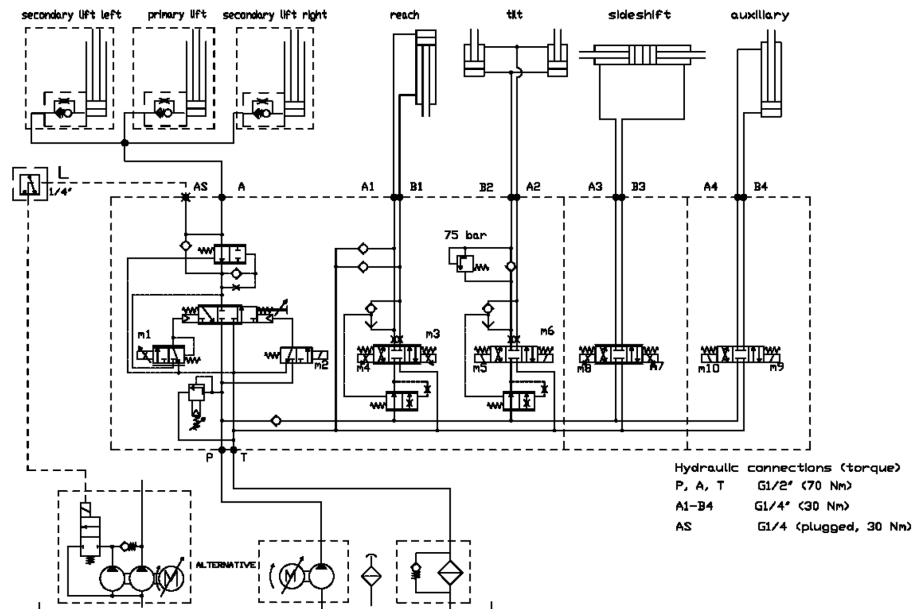 reach tilt sideshift auxiliary
secondary lift left primary lift secondary lift right
L
1/4"
AS A A1 B1 B2 A2 A3 B3 A4 B4
75 bar
m1 m2 m3 m4 m5 m6 m8 m7 m10 m9
P T
Hydraulic connections (torque)
P, A, T G1/2" (70 Nm)
A1-B4 G1/4" (30 Nm)
AS G1/4 (plugged, 30 Nm)
ALTERNATIVE
M M